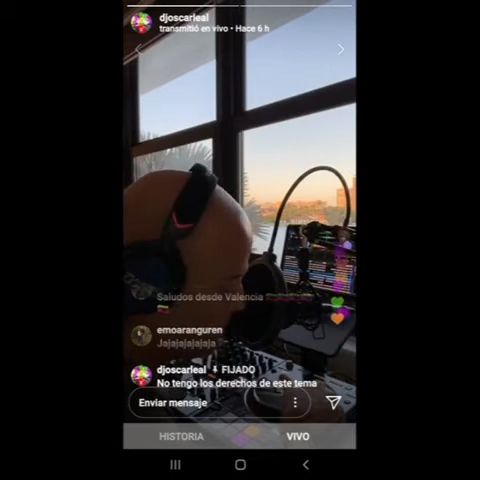 djoscarleal
transmitió en vivo • Hace 6 h
Saludos desde Valencia
emoaranguren
Jajajajajajaja
djoscarleal FIJADO
No tengo los derechos de este tema
Enviar mensaje
HISTORIA
VIVO